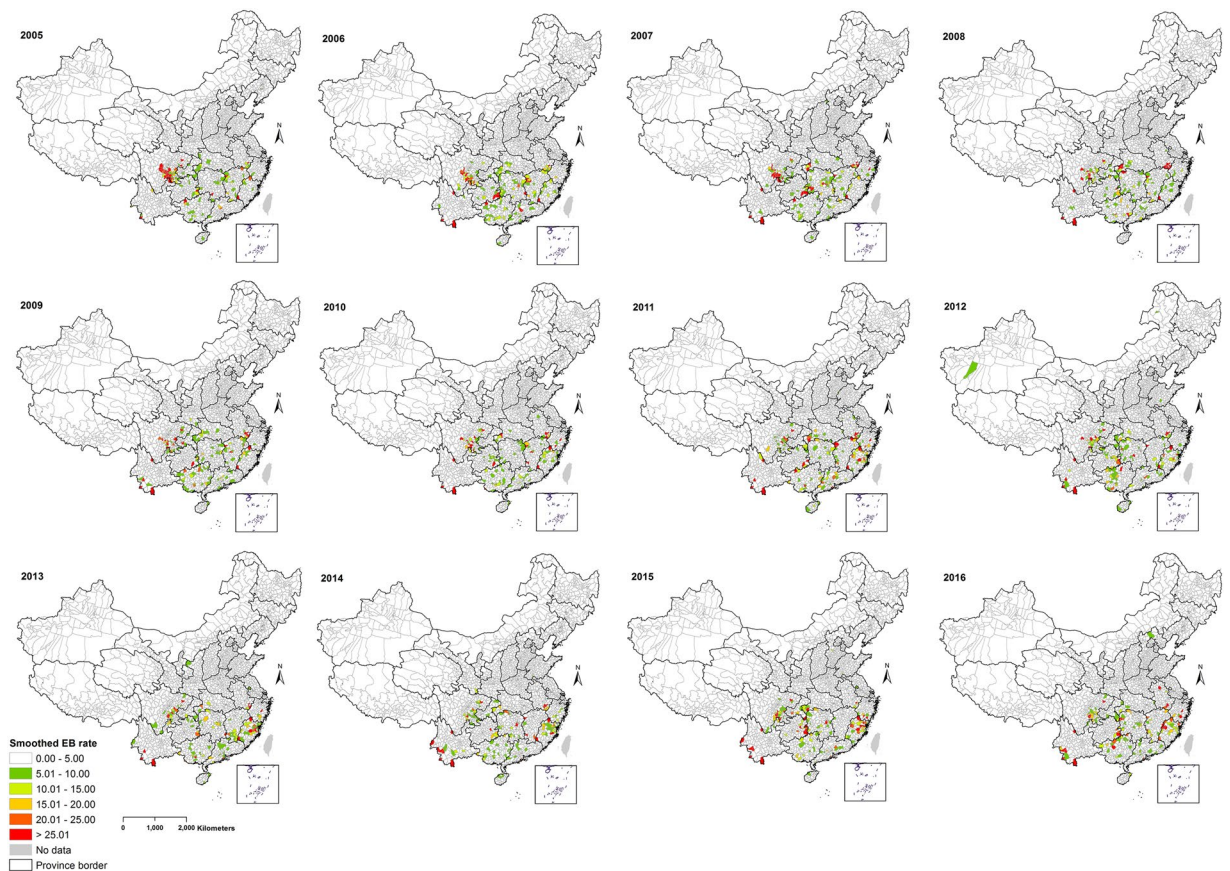 2005
2006
2007
2008
N
N
N
N
2009
2010
2011
2012
N
N
N
N
2013
2014
2015
2016
N
N
N
N
Smoothed EB rate
0.00 - 5.00
5.01 - 10.00
10.01 - 15.00
15.01 - 20.00
20.01 - 25.00
> 25.01
No data
Province border
0 1,000 2,000 Kilometers